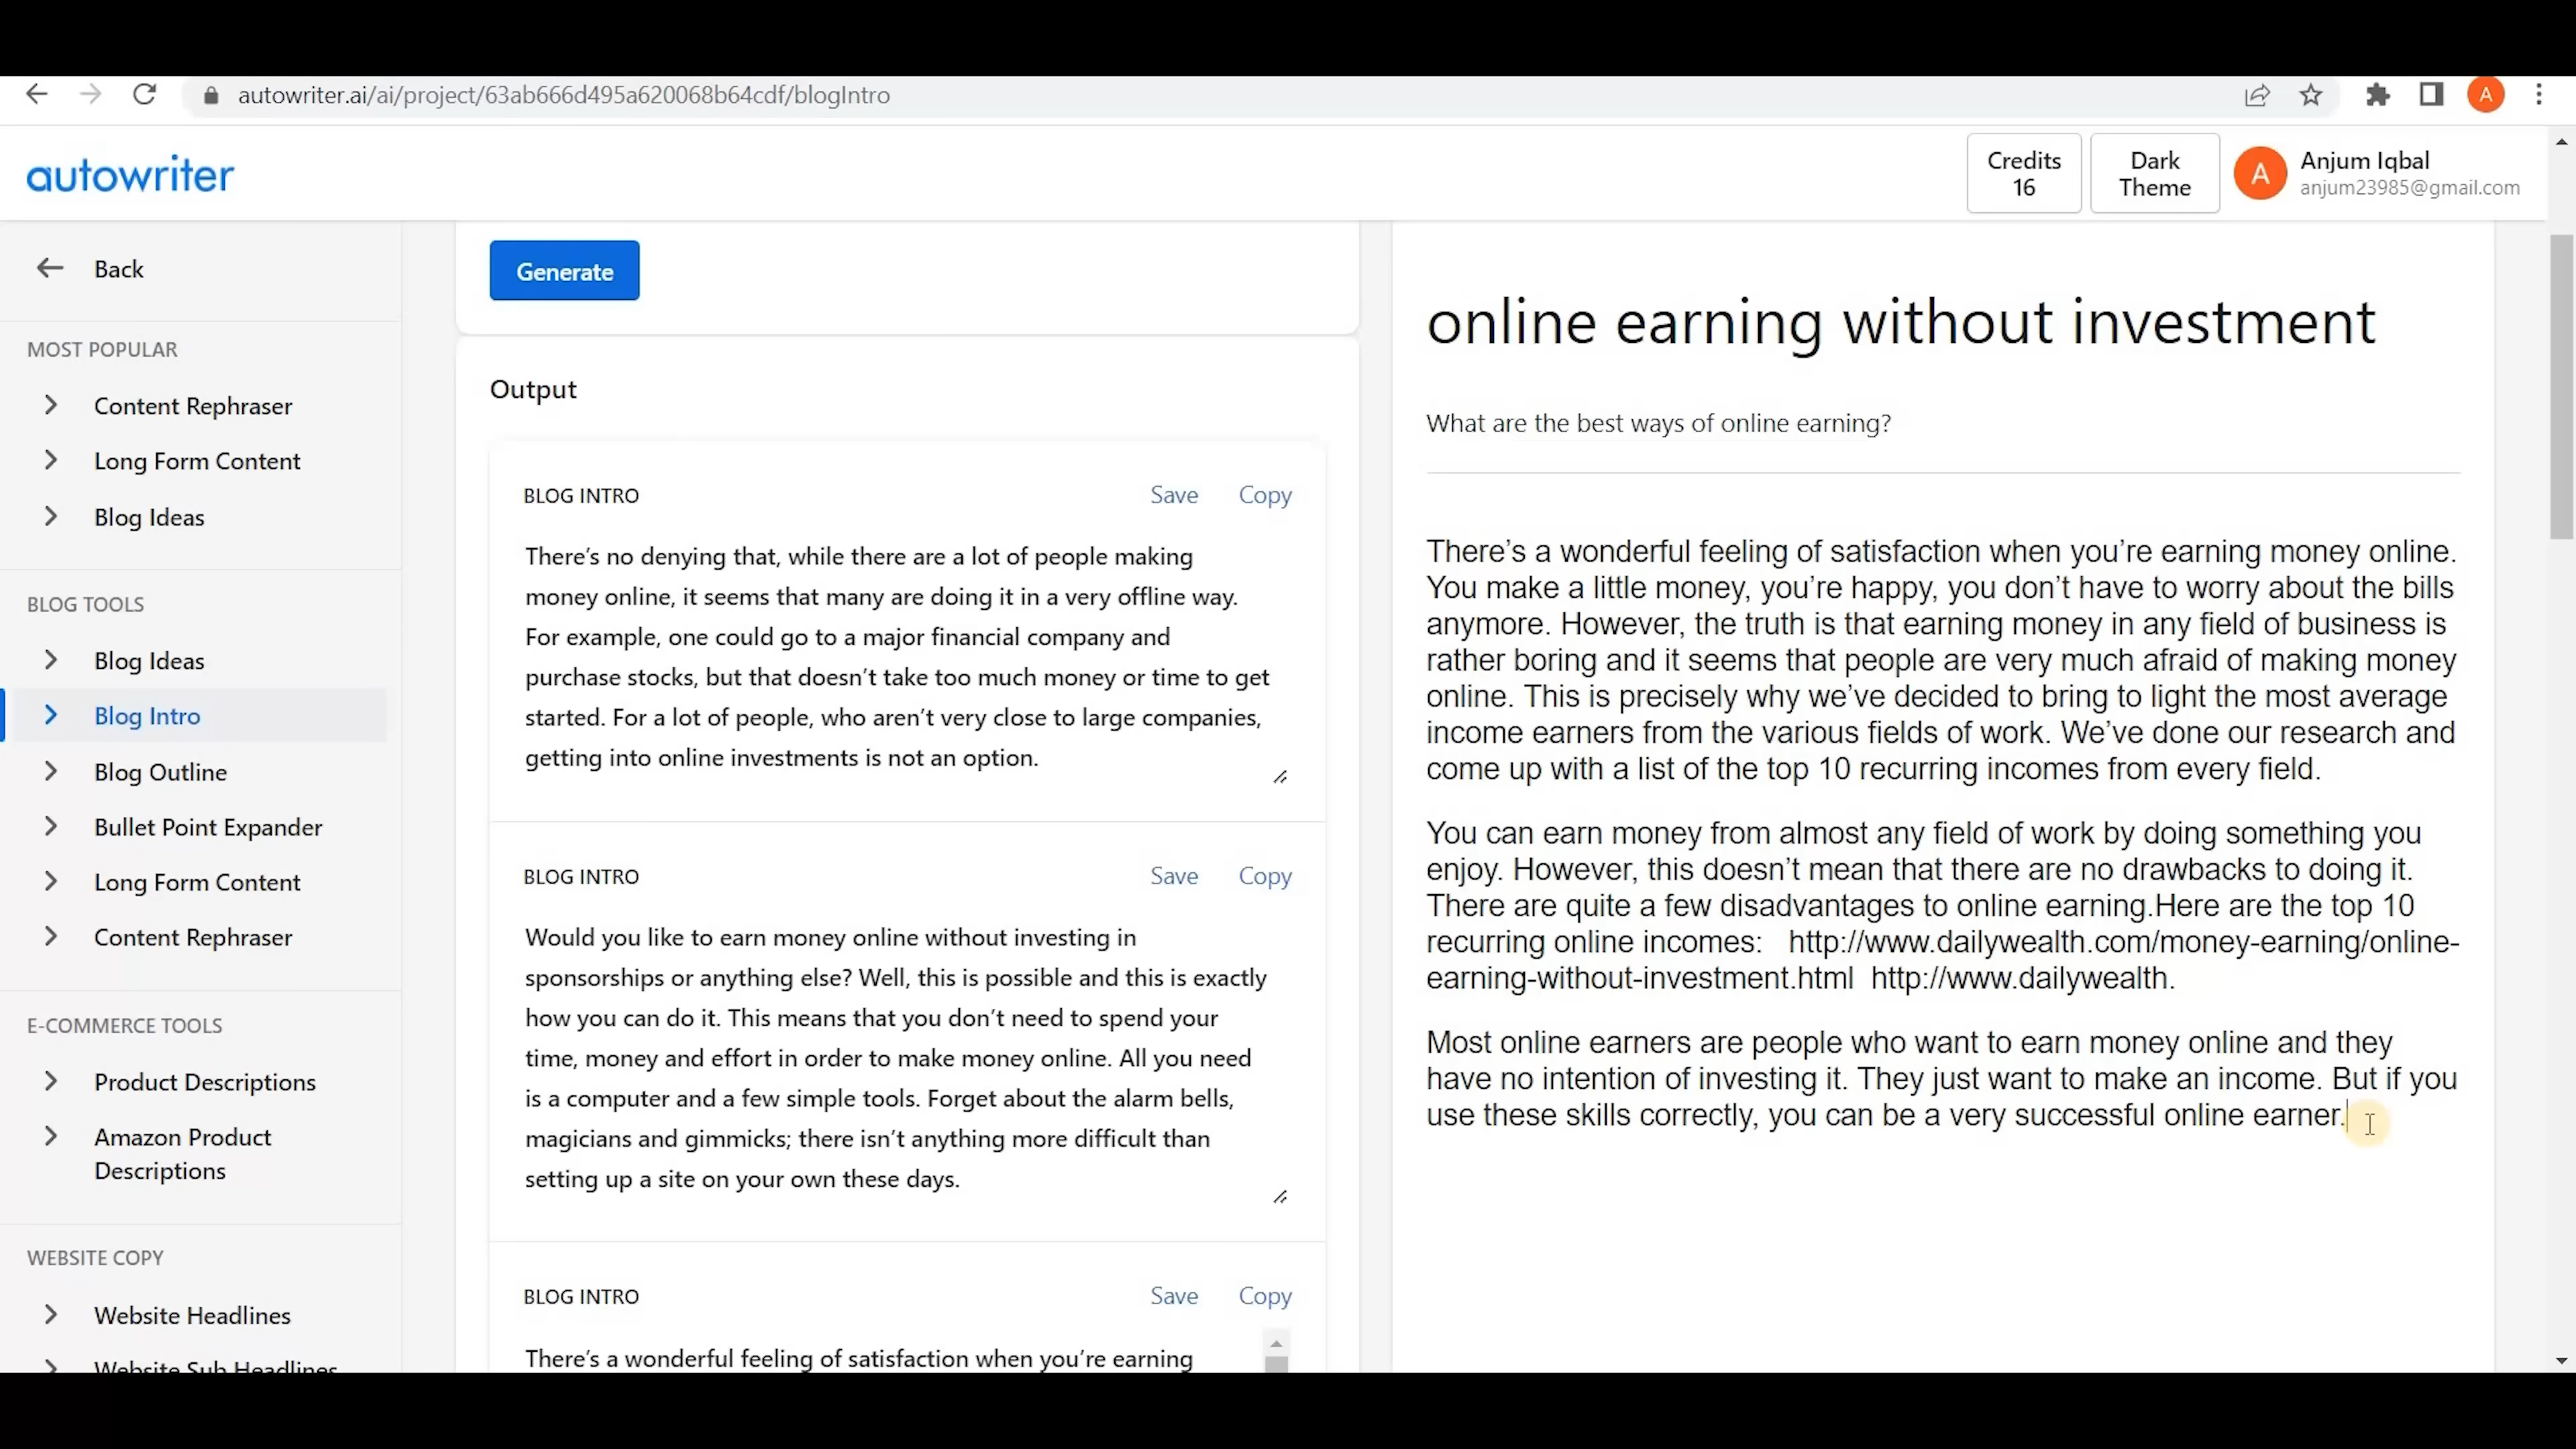 autowriter.ai/ai/project/63ab666d495a620068b64cdf/blogIntro
A
autowriter
Credits
16
Dark
Theme
A
Anjum Iqbal
anjum23985@gmail.com
Back
MOST POPULAR
Content Rephraser
Long Form Content
Blog Ideas
BLOG TOOLS
Blog Ideas
Blog Intro
Blog Outline
Bullet Point Expander
Long Form Content
Content Rephraser
E-COMMERCE TOOLS
Product Descriptions
Amazon Product
Descriptions
WEBSITE COPY
Website Headlines
Website Sub Headlines
Generate
Output
BLOG INTRO
Save
Copy
There's no denying that, while there are a lot of people making
money online, it seems that many are doing it in a very offline way.
For example, one could go to a major financial company and
purchase stocks, but that doesn't take too much money or time to get
started. For a lot of people, who aren't very close to large companies,
getting into online investments is not an option.
BLOG INTRO
Save
Copy
Would you like to earn money online without investing in
sponsorships or anything else? Well, this is possible and this is exactly
how you can do it. This means that you don't need to spend your
time, money and effort in order to make money online. All you need
is a computer and a few simple tools. Forget about the alarm bells,
magicians and gimmicks; there isn't anything more difficult than
setting up a site on your own these days.
BLOG INTRO
Save
Copy
There's a wonderful feeling of satisfaction when you're earning
online earning without investment
What are the best ways of online earning?
There's a wonderful feeling of satisfaction when you're earning money online.
You make a little money, you're happy, you don't have to worry about the bills
anymore. However, the truth is that earning money in any field of business is
rather boring and it seems that people are very much afraid of making money
online. This is precisely why we've decided to bring to light the most average
income earners from the various fields of work. We've done our research and
come up with a list of the top 10 recurring incomes from every field.
You can earn money from almost any field of work by doing something you
enjoy. However, this doesn't mean that there are no drawbacks to doing it.
There are quite a few disadvantages to online earning.Here are the top 10
recurring online incomes:   http://www.dailywealth.com/money-earning/online-
earning-without-investment.html  http://www.dailywealth.
Most online earners are people who want to earn money online and they
have no intention of investing it. They just want to make an income. But if you
use these skills correctly, you can be a very successful online earner.